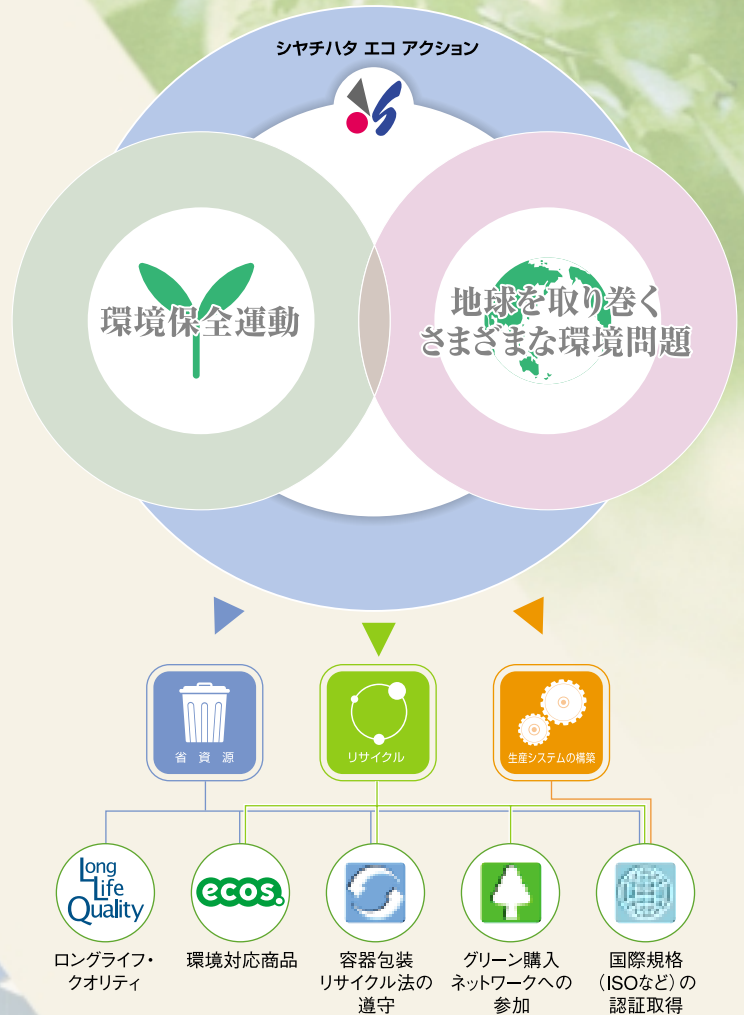 シヤチハタ エコ アクション
環境保全運動
地球を取り巻く
さまざまな環境問題
省資源
リサイクル
生産システムの構築
Long
Life
Quality
ecos.
ロングライフ・
クオリティ
環境対応商品
容器包装
リサイクル法の
遵守
グリーン購入
ネットワークへの
参加
国際規格
（ISOなど）の
認証取得